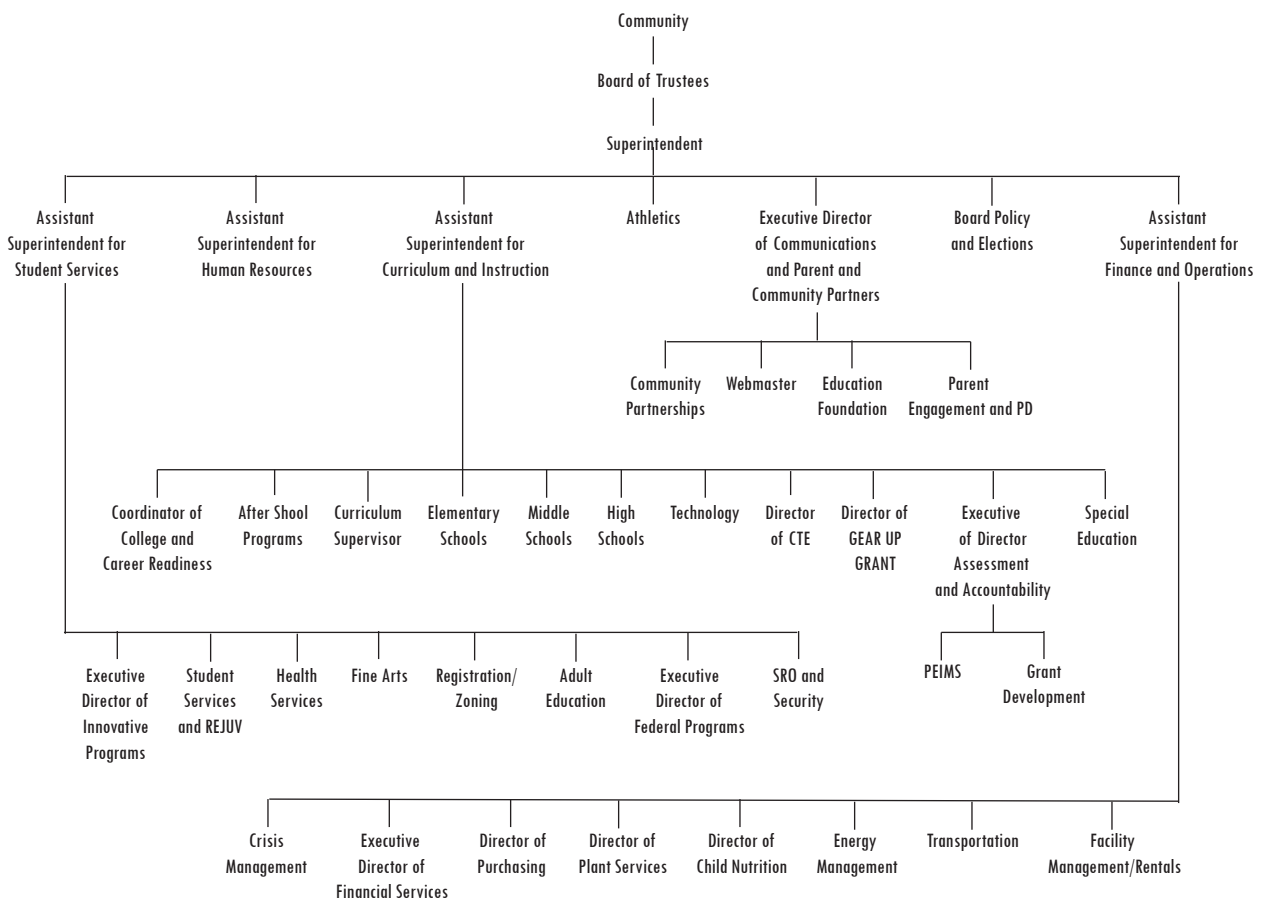 Community
Board of Trustees
Superintendent
Assistant
Superintendent for
Student Services
Assistant
Superintendent for
Human Resources
Assistant
Superintendent for
Curriculum and Instruction
Athletics
Executive Director
of Communications
and Parent and
Community Partners
Board Policy
and Elections
Assistant
Superintendent for
Finance and Operations
Community
Partnerships
Webmaster
Education
Foundation
Parent
Engagement and PD
Coordinator of
College and
Career Readiness
After Shool
Programs
Curriculum
Supervisor
Elementary
Schools
Middle
Schools
High
Schools
Technology
Director
of CTE
Director of
GEAR UP
GRANT
Executive
of Director
Assessment
and Accountability
Special
Education
PEIMS
Grant
Development
Executive
Director of
Innovative
Programs
Student
Services
and REJUV
Health
Services
Fine Arts
Registration/
Zoning
Adult
Education
Executive
Director of
Federal Programs
SRO and
Security
Crisis
Management
Executive
Director of
Financial Services
Director of
Purchasing
Director of
Plant Services
Director of
Child Nutrition
Energy
Management
Transportation
Facility
Management/Rentals